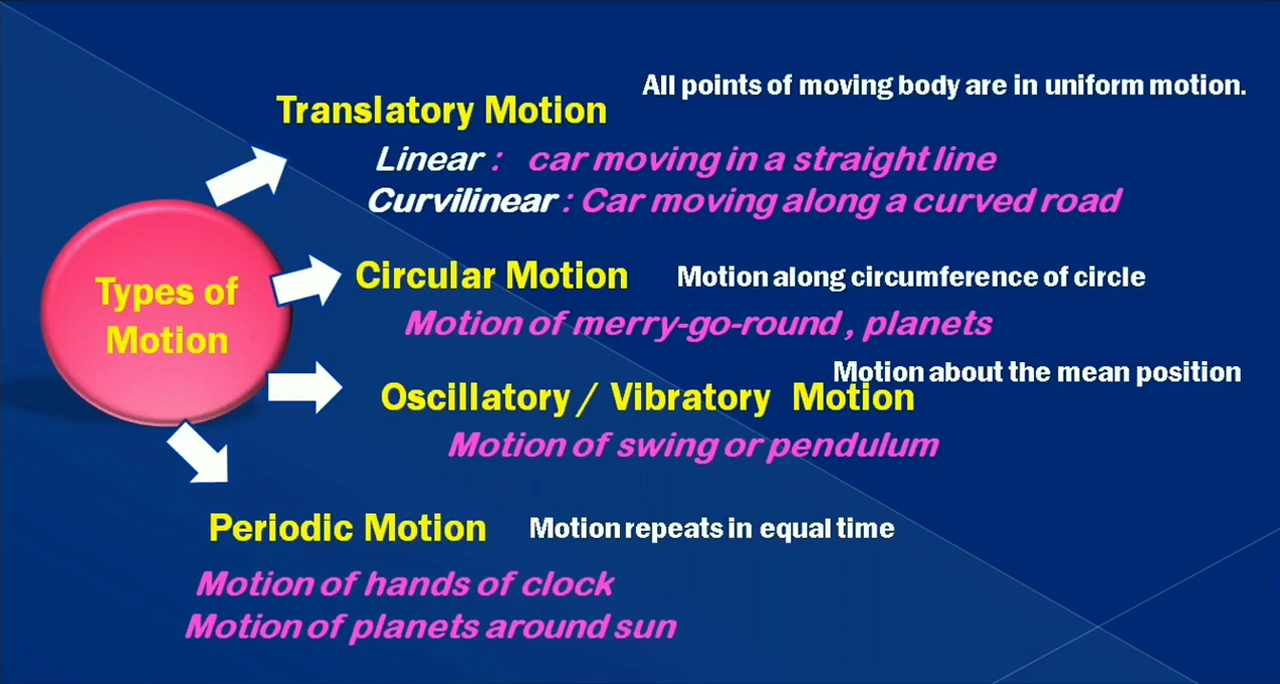 All points of moving body are in uniform motion.
Translatory Motion
Linear : car moving in a straight line
Curvilinear : Car moving along a curved road
Types of
Motion
Circular Motion
Motion along circumference of circle
Motion of merry-go-round , planets
Motion about the mean position
Oscillatory / Vibratory Motion
Motion of swing or pendulum
Periodic Motion
Motion repeats in equal time
Motion of hands of clock
Motion of planets around sun